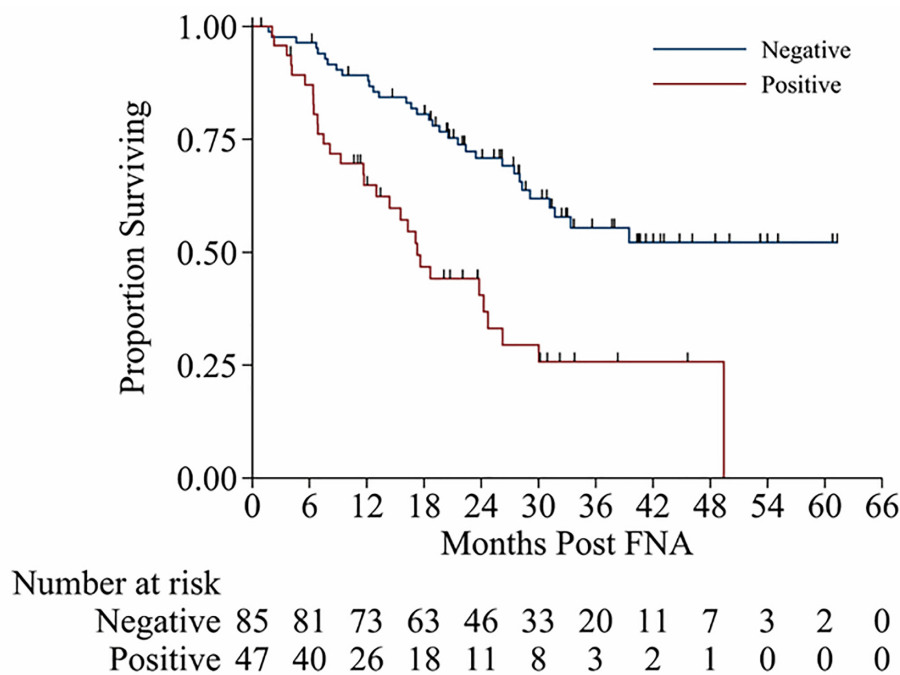 1.00
0.75
0.50
0.25
0.00
Proportion Surviving
Negative
Positive
0 6 12 18 24 30 36 42 48 54 60 66
Months Post FNA
Number at risk
Negative 85 81 73 63 46 33 20 11 7 3 2 0
Positive 47 40 26 18 11 8 3 2 1 0 0 0